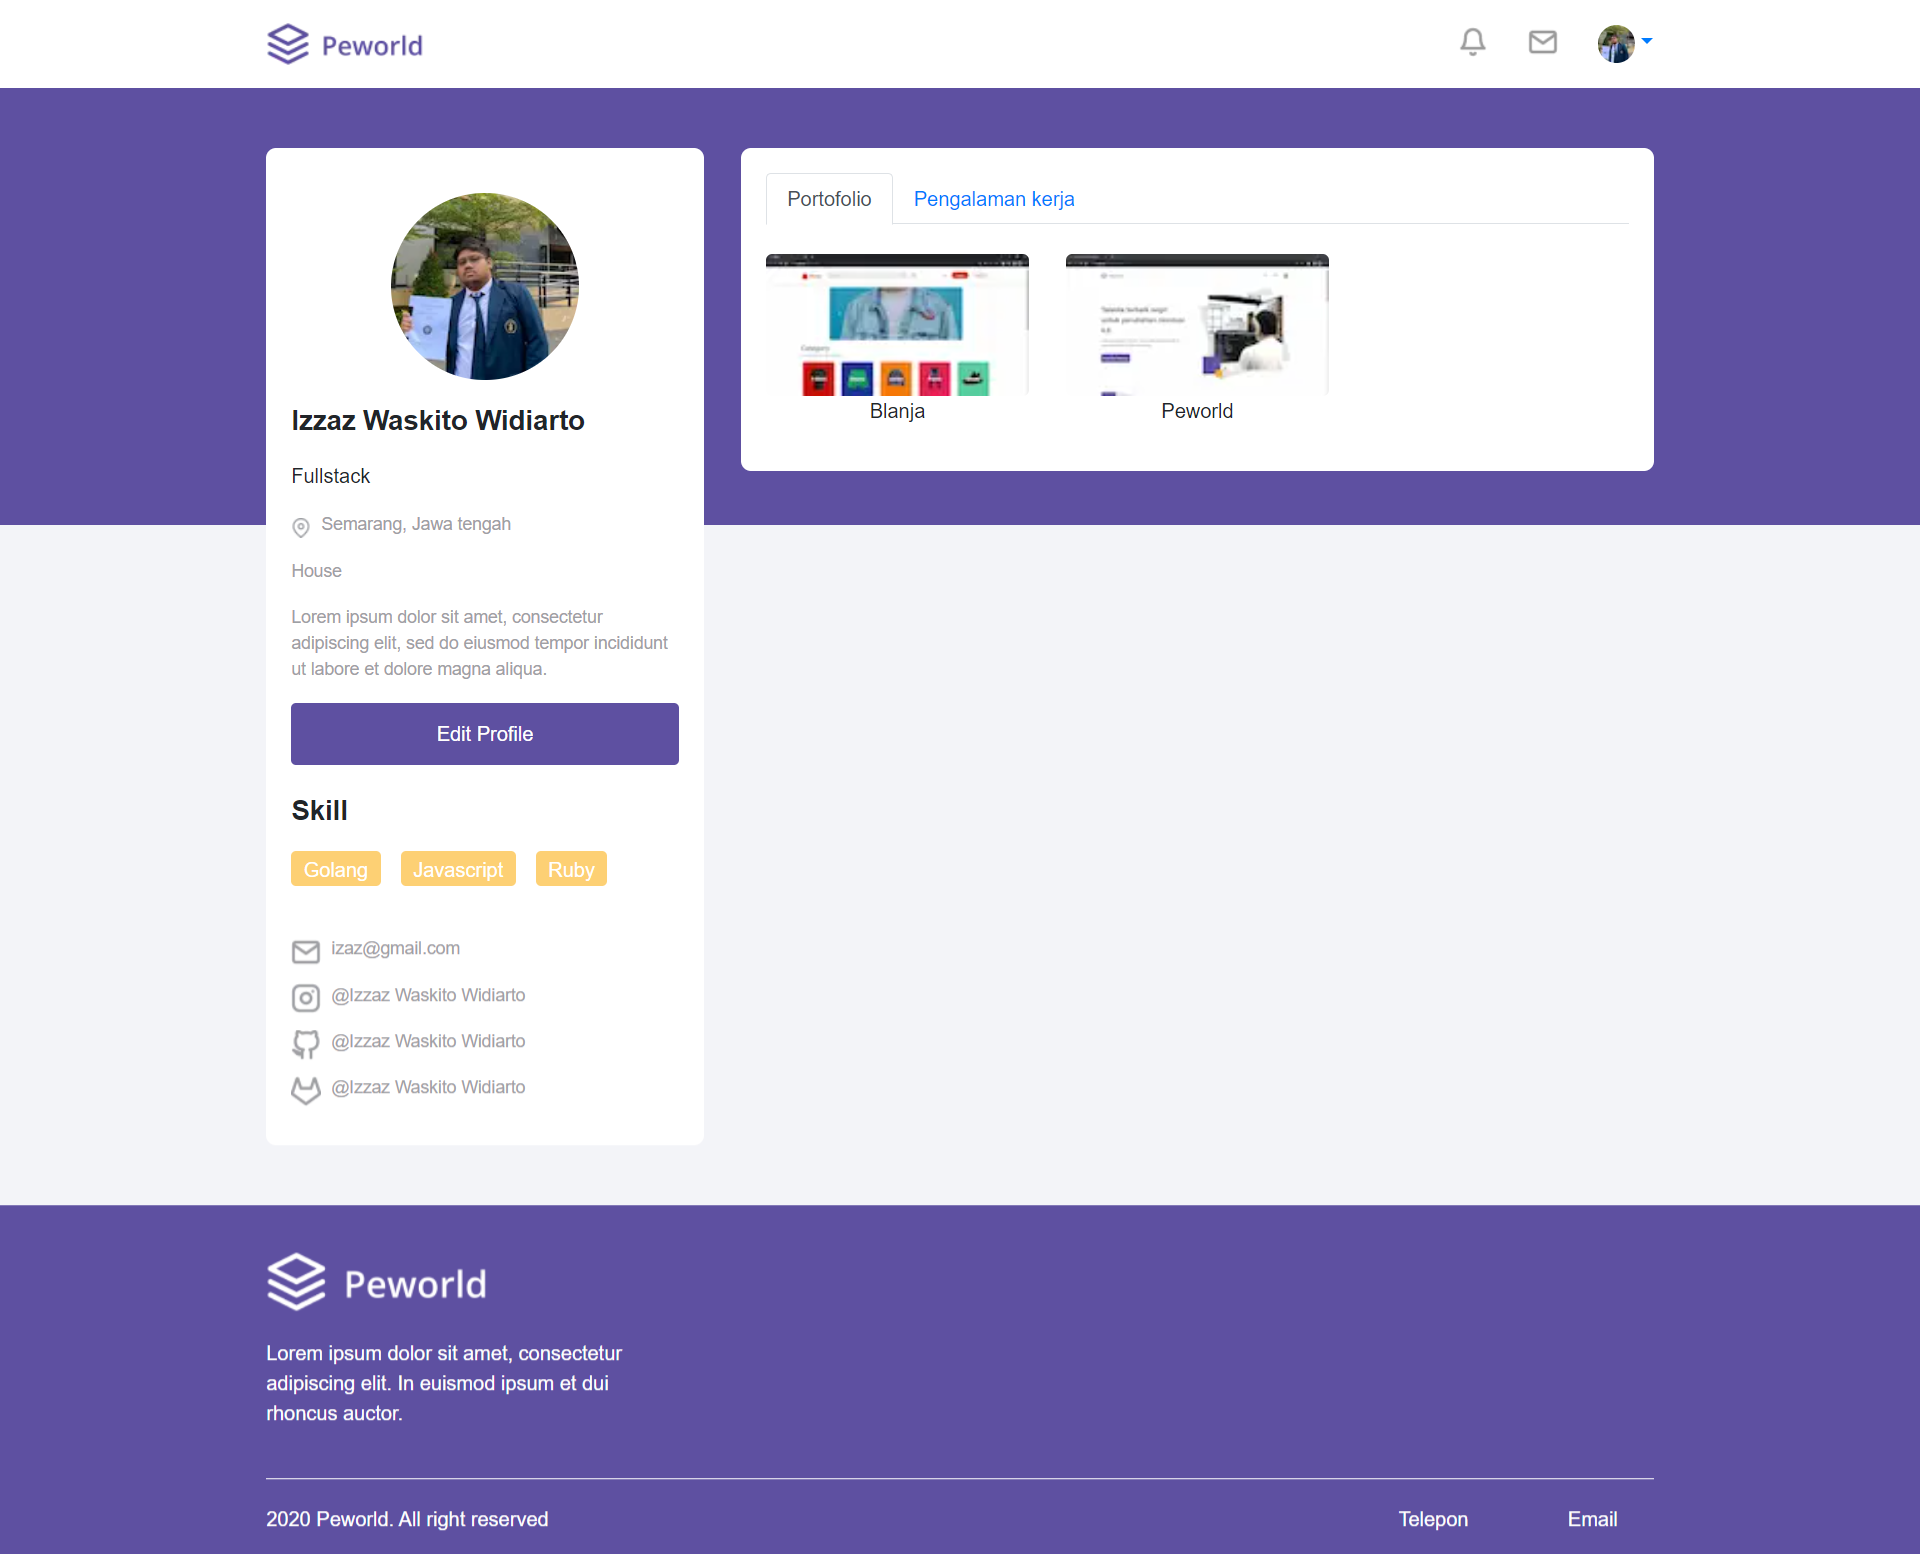 Peworld
Izzaz Waskito Widiarto
Fullstack
Semarang, Jawa tengah
House
Lorem ipsum dolor sit amet, consectetur
adipiscing elit, sed do eiusmod tempor incididunt
ut labore et dolore magna aliqua.
Edit Profile
Skill
Golang Javascript Ruby
izaz@gmail.com
@Izzaz Waskito Widiarto
@Izzaz Waskito Widiarto
@Izzaz Waskito Widiarto
Portofolio Pengalaman kerja
Category
Blanja Peworld
Peworld
Lorem ipsum dolor sit amet, consectetur
adipiscing elit. In euismod ipsum et dui
rhoncus auctor.
2020 Peworld. All right reserved
Telepon Email